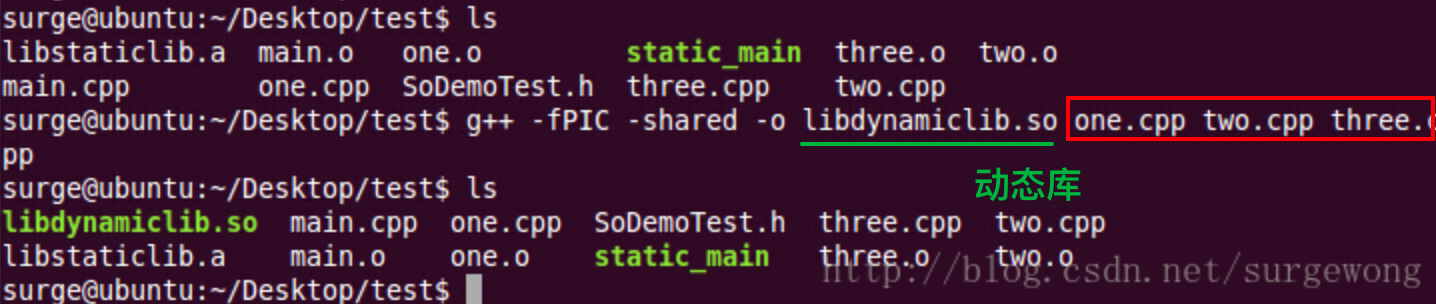 surge@ubuntu:~/Desktop/test$ ls
libstaticlib.a main.o one.o static_main three.o two.o
main.cpp one.cpp SoDemoTest.h three.cpp two.cpp
surge@ubuntu:~/Desktop/test$ g++ -fPIC -shared -o libdynamiclib.so one.cpp two.cpp three.c
pp
surge@ubuntu:~/Desktop/test$ ls
动态库
libdynamiclib.so main.cpp one.cpp SoDemoTest.h three.cpp two.cpp
libstaticlib.a main.o one.o static_main three.o two.o
http://blog.csdn.net/surgewong
surge@ubuntu:~/Desktop/test$